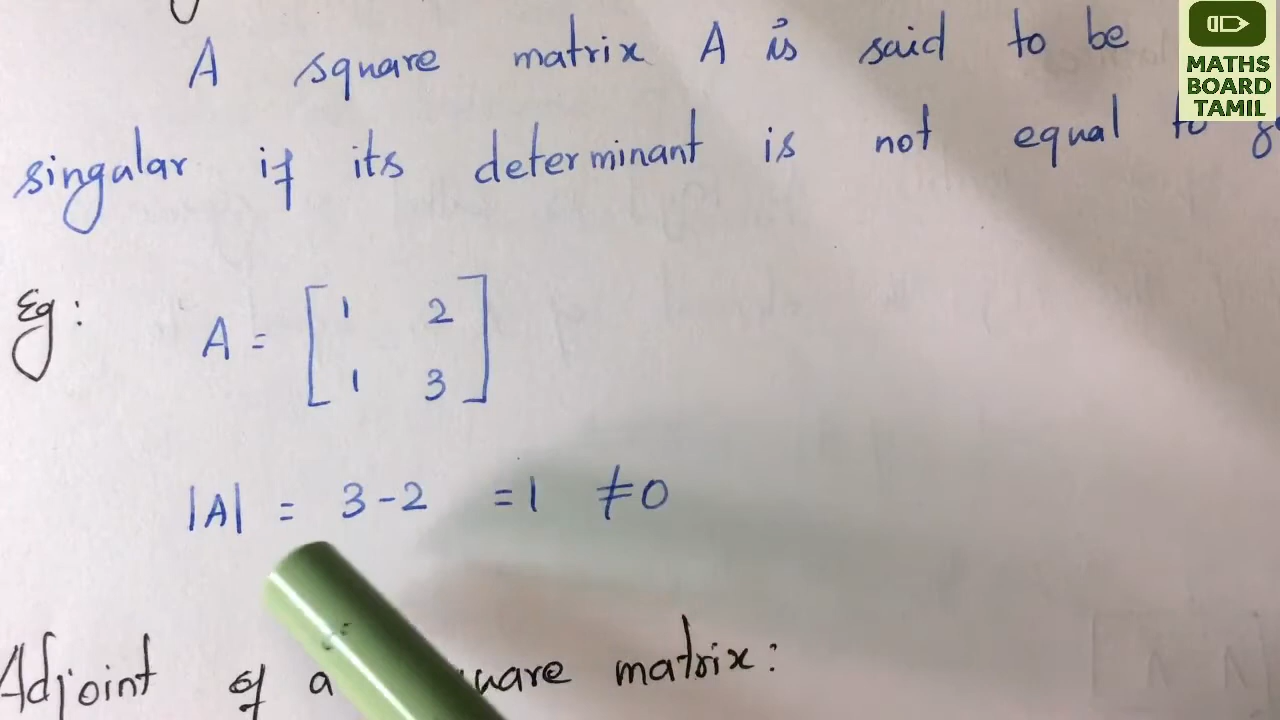 A square matrix A is said to be
singular if its determinant is not equal to
Eg: A = [ 1 2
1 3 ]
|A| = 3-2 =1 ≠0
Adjoint of a matrix:
MATHS
BOARD
TAMIL